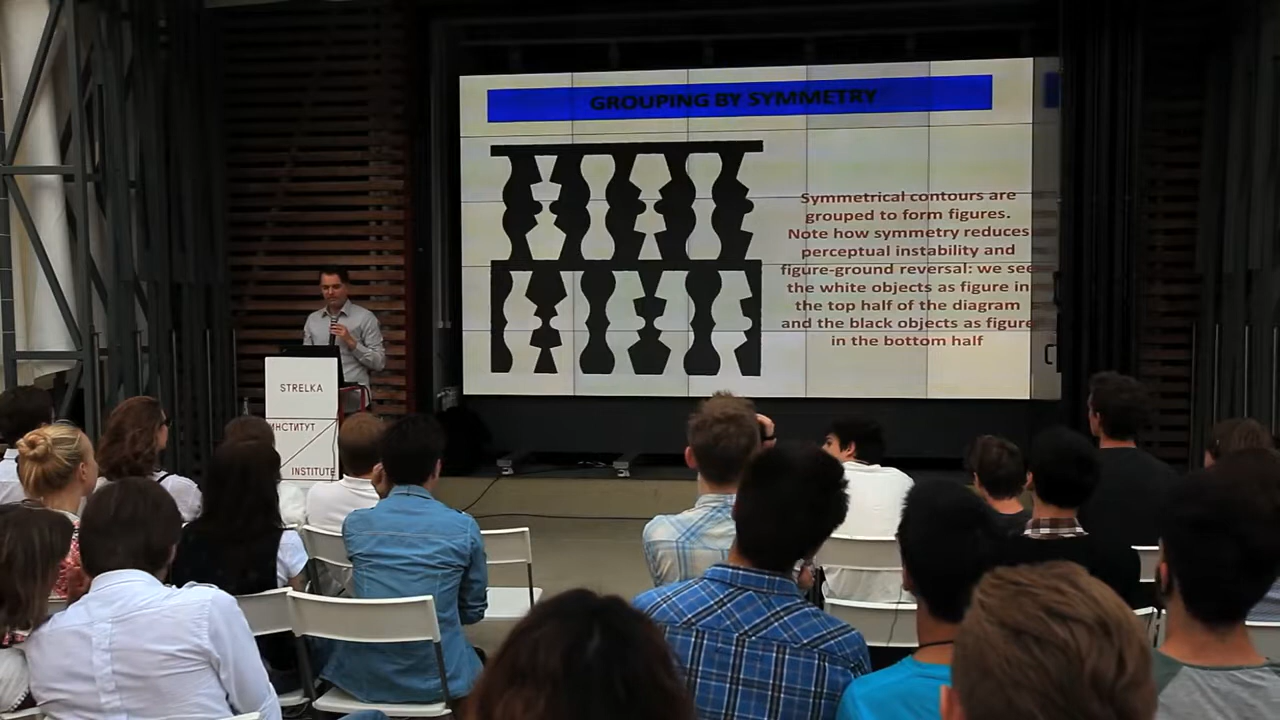 GROUPING BY SYMMETRY
Symmetrical contours are
grouped to form figures.
Note how symmetry reduces
perceptual instability and
figure-ground reversal: we see
the white objects as figure in
the top half of the diagram
and the black objects as figure
in the bottom half
STRELKA
ИНСТИТУТ
INSTITUTE